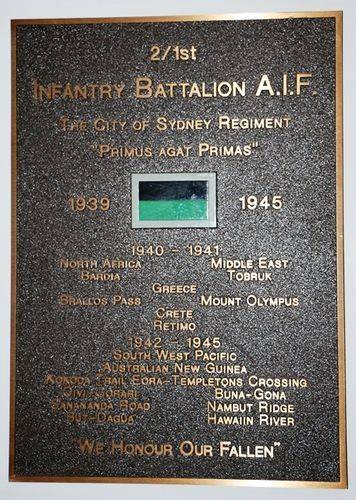 2/1st
INFANTRY BATTALION A.I.F.
THE CITY OF SYDNEY REGIMENT
"PRIMUS AGAT PRIMAS"
1939 1945
1940 - 1941
NORTH AFRICA MIDDLE EAST
BARDIA TOBRUK
GREECE
BRALLOS PASS MOUNT OLYMPUS
CRETE
RETIMO
1942 - 1945
SOUTH WEST PACIFIC
AUSTRALIAN NEW GUINEA
KOKODA TRAIL EORA-TEMPLETONS CROSSING
OIVI-GORARI BUNA-GONA
SANANANDA ROAD NAMBUT RIDGE
BUT-DAGUA HAWAIIN RIVER
"WE HONOUR OUR FALLEN"